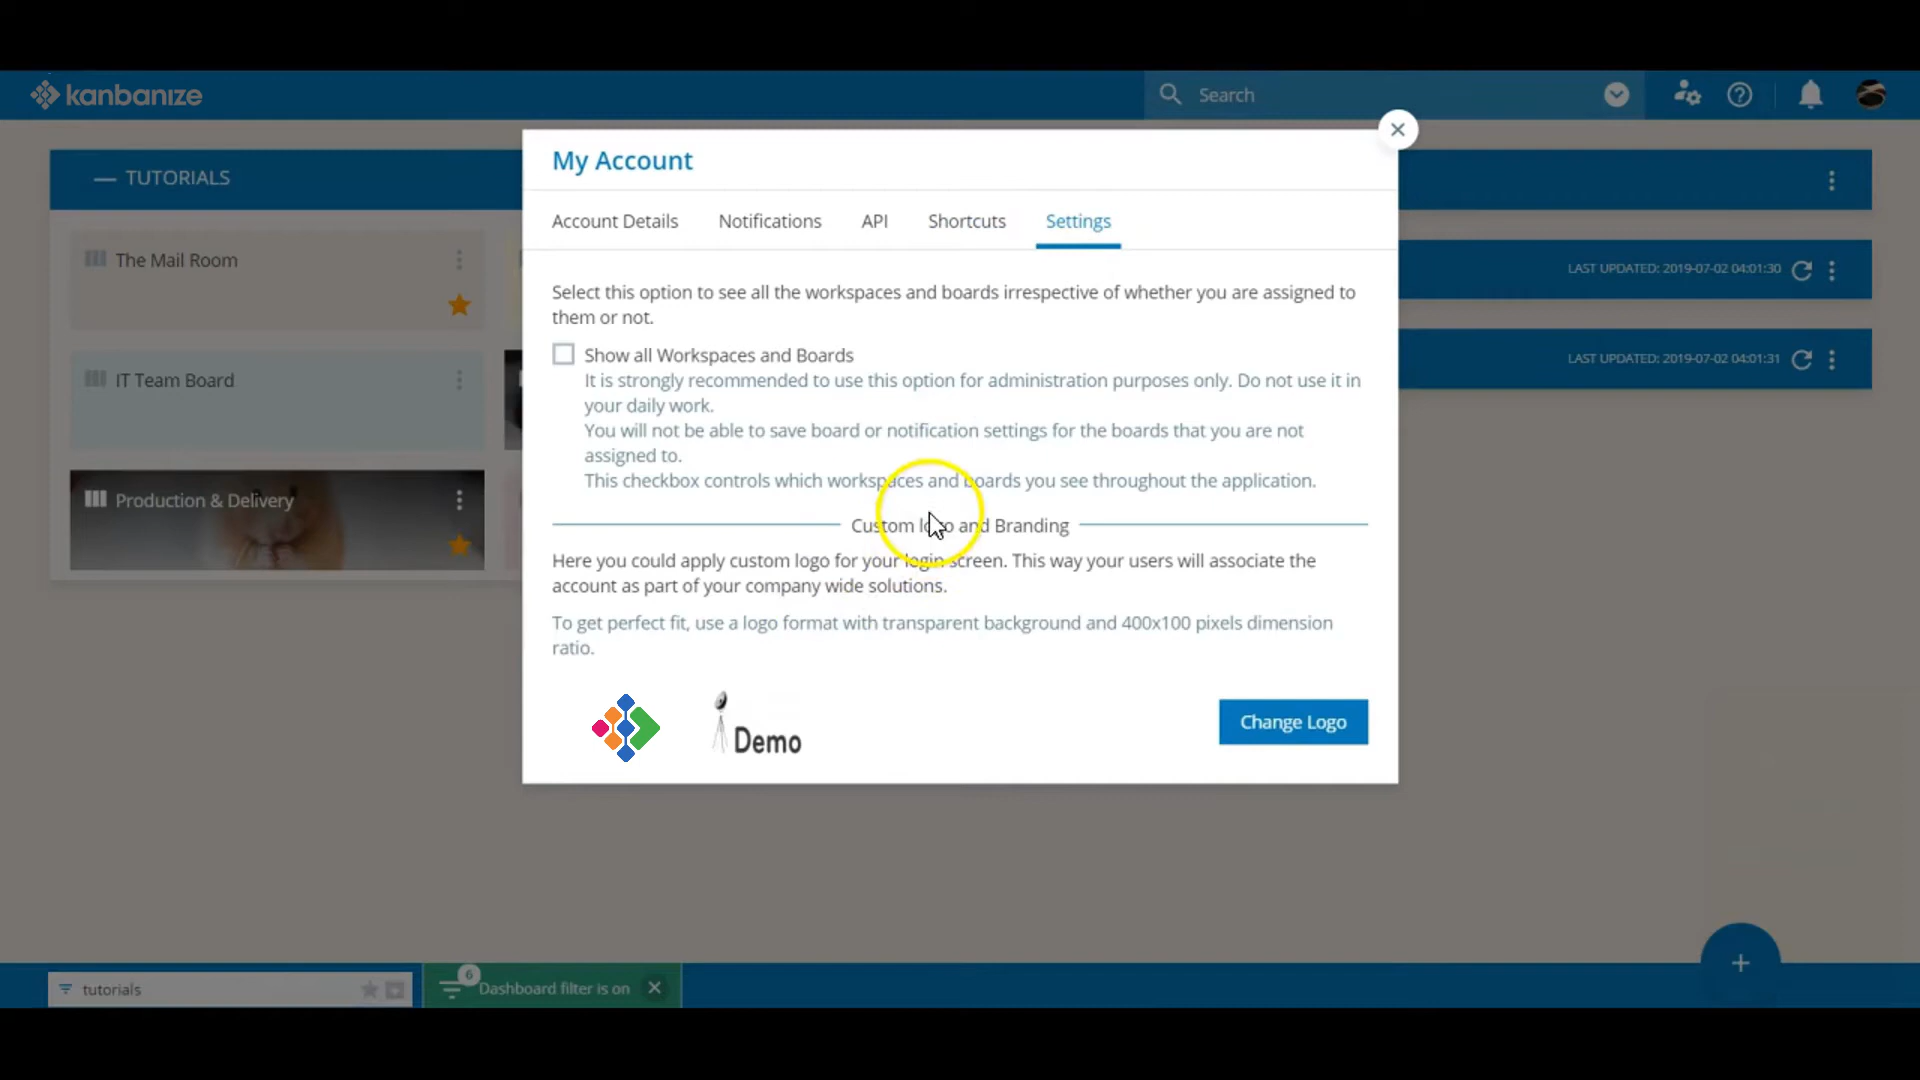 kanbanize
Search
— TUTORIALS
The Mail Room
IT Team Board
Production & Delivery
My Account
Account Details Notifications API Shortcuts Settings
Select this option to see all the workspaces and boards irrespective of whether you are assigned to
them or not.
Show all Workspaces and Boards
It is strongly recommended to use this option for administration purposes only. Do not use it in
your daily work.
You will not be able to save board or notification settings for the boards that you are not
assigned to.
This checkbox controls which workspaces and boards you see throughout the application.
Custom logo and Branding
Here you could apply custom logo for your login screen. This way your users will associate the
account as part of your company wide solutions.
To get perfect fit, use a logo format with transparent background and 400x100 pixels dimension
ratio.
Demo
Change Logo
LAST UPDATED: 2019-07-02 04:01:30
LAST UPDATED: 2019-07-02 04:01:31
tutorials
6
Dashboard filter is on